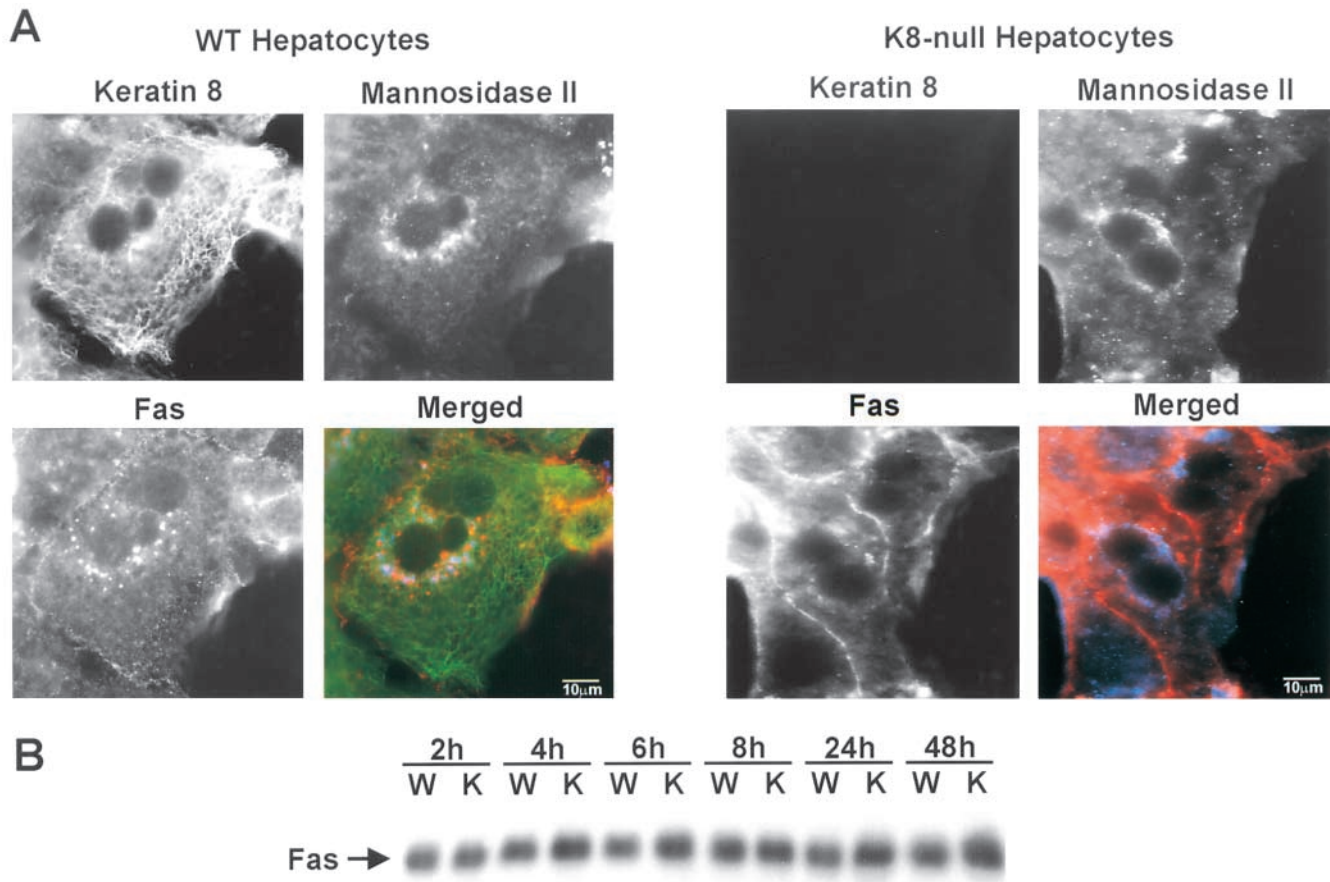 A
WT Hepatocytes
K8-null Hepatocytes
Keratin 8
Mannosidase II
Keratin 8
Mannosidase II
Fas
Merged
Fas
Merged
10µm
10µm
B
2h 4h 6h 8h 24h 48h
W K W K W K W K W K W K
Fas